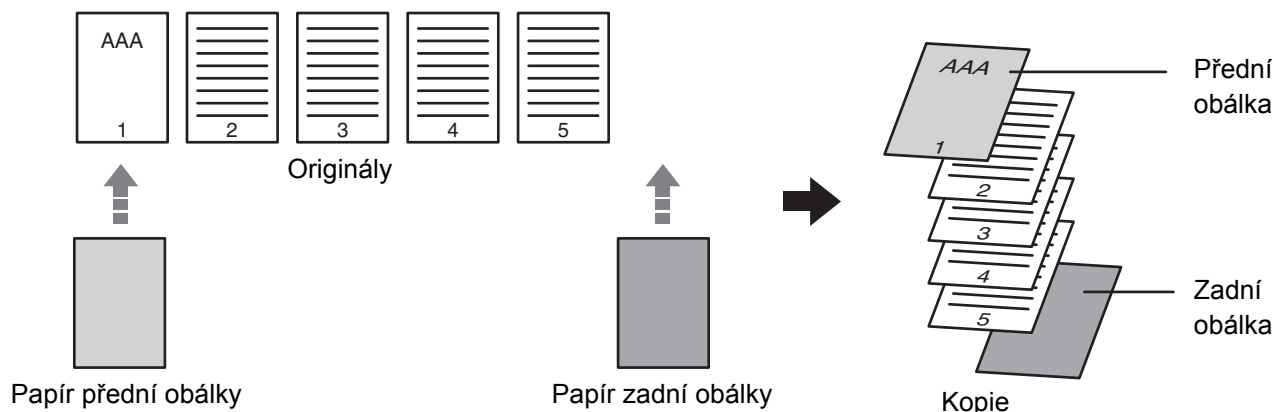 AAA
1
2
3
4
5
Originály
Papír přední obálky
Papír zadní obálky
AAA
1
2
3
4
5
Přední
obálka
Zadní
obálka
Kopie